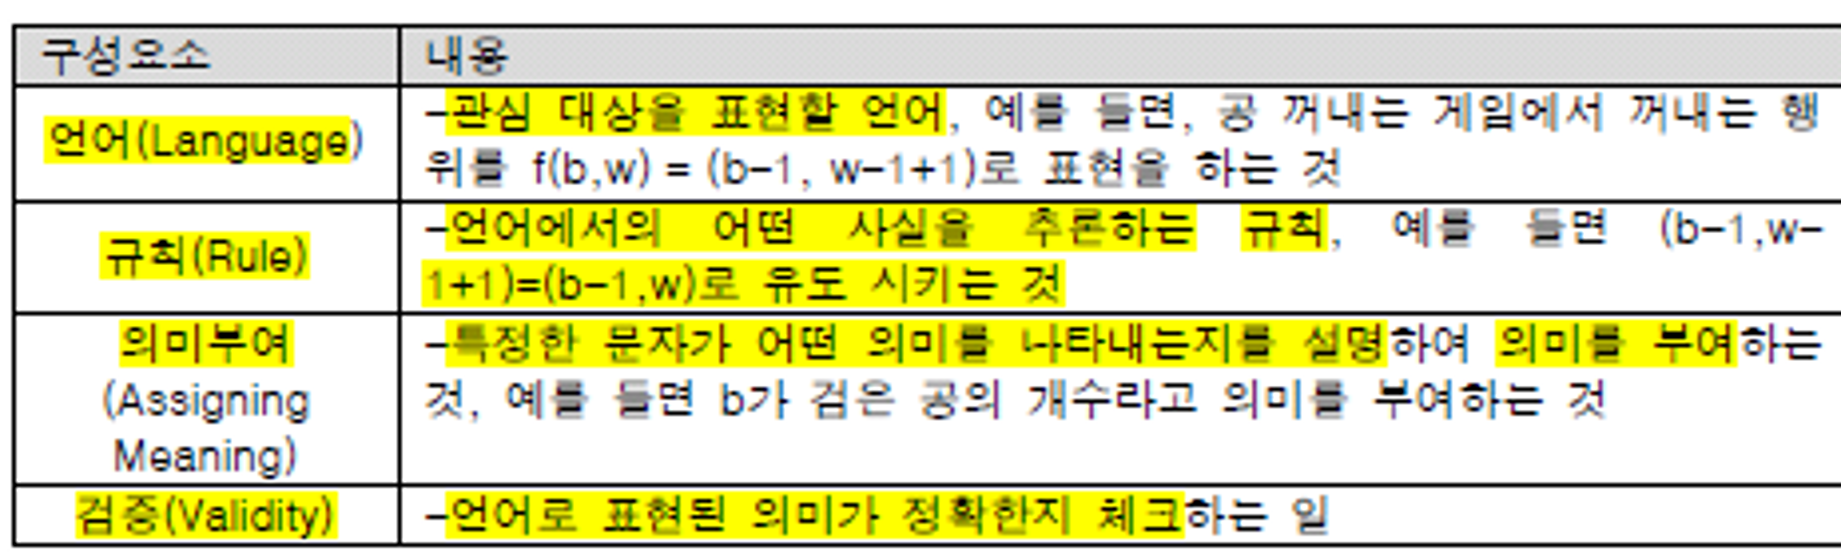 구성요소
내용
언어(Language)
-관심 대상을 표현할 언어, 예를 들면, 공 꺼내는 게임에서 꺼내는 행
위를 f(b,w) = (b-1, w-1+1)로 표현을 하는 것
규칙(Rule)
-언어에서의 어떤 사실을 추론하는 규칙, 예를 들면 (b-1,w-
1+1)=(b-1,w)로 유도 시키는 것
의미부여
(Assigning
Meaning)
-특정한 문자가 어떤 의미를 나타내는지를 설명하여 의미를 부여하는
것, 예를 들면 b가 검은 공의 개수라고 의미를 부여하는 것
검증(Validity)
-언어로 표현된 의미가 정확한지 체크하는 일